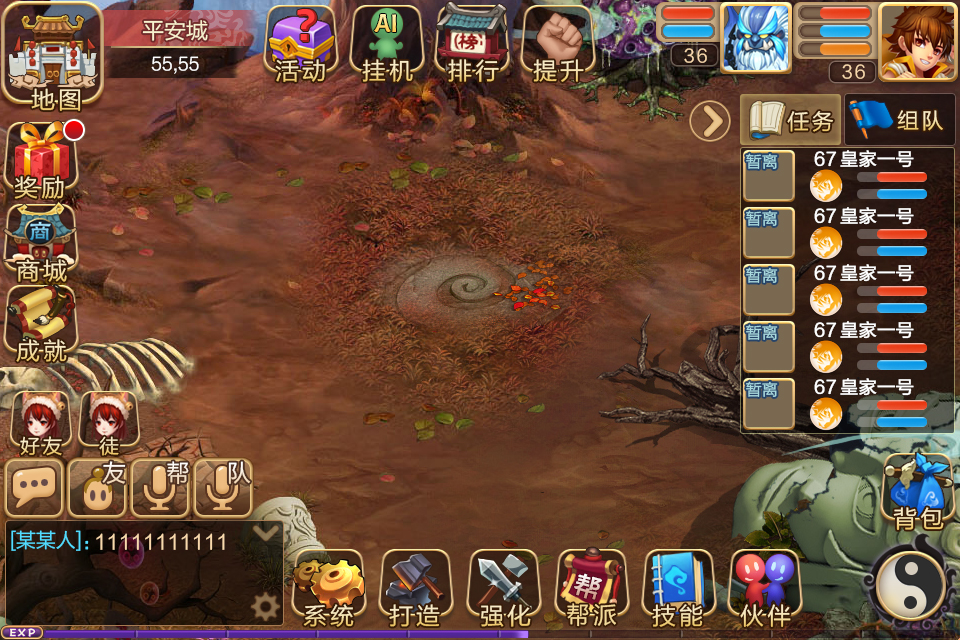 地图
平安城
55,55
活动
AI
挂机
榜
排行
提升
36
36
任务
组队
奖励
商
商城
成就
暂离
67 皇家一号
暂离
67 皇家一号
暂离
67 皇家一号
暂离
67 皇家一号
暂离
67 皇家一号
好友
徒
友
帮
队
[某某人]:11111111111
背包
系统
打造
强化
帮
帮派
技能
伙伴
EXP